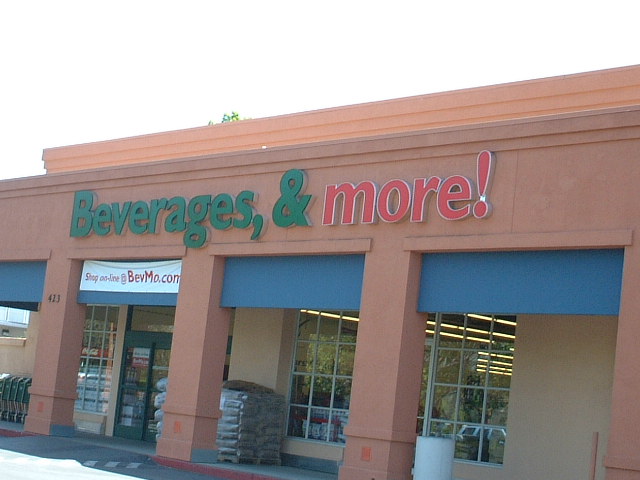 Beverages, & more!
Shop on-line @ BevMo.com
413